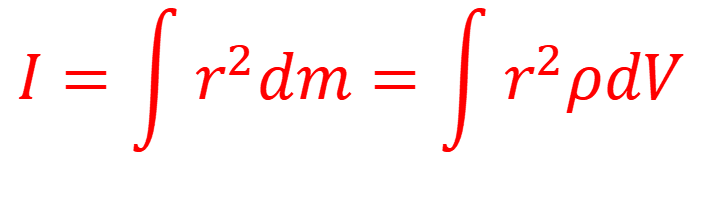 I = ∫ r²dm = ∫ r²ρdV